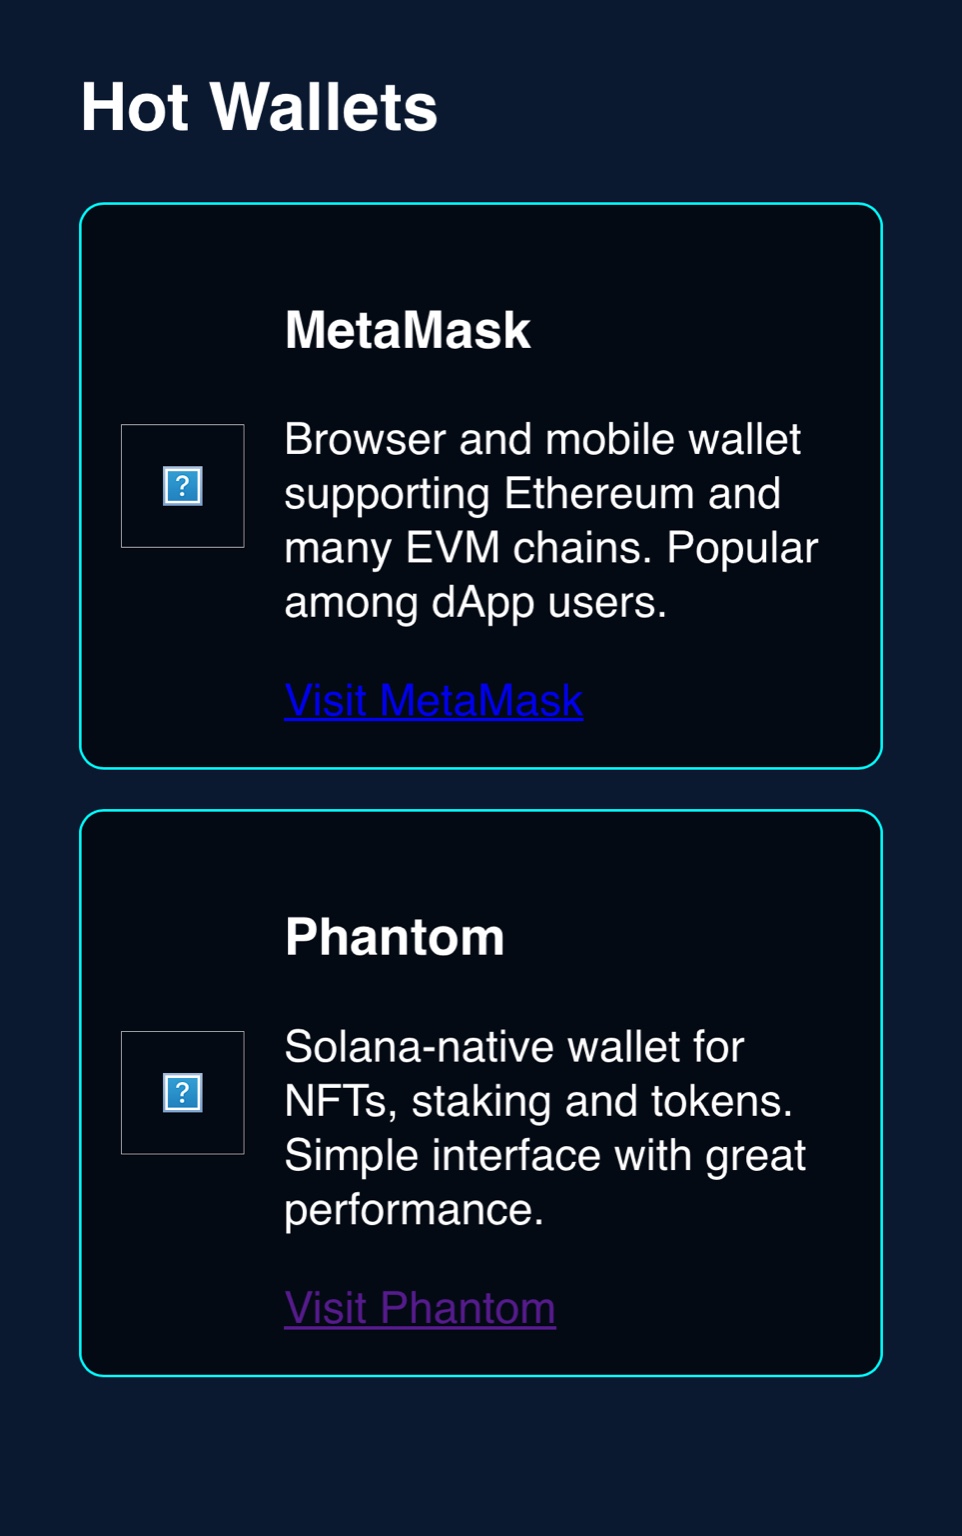 Hot Wallets
MetaMask
Browser and mobile wallet
supporting Ethereum and
many EVM chains. Popular
among dApp users.
Visit MetaMask
Phantom
Solana-native wallet for
NFTs, staking and tokens.
Simple interface with great
performance.
Visit Phantom